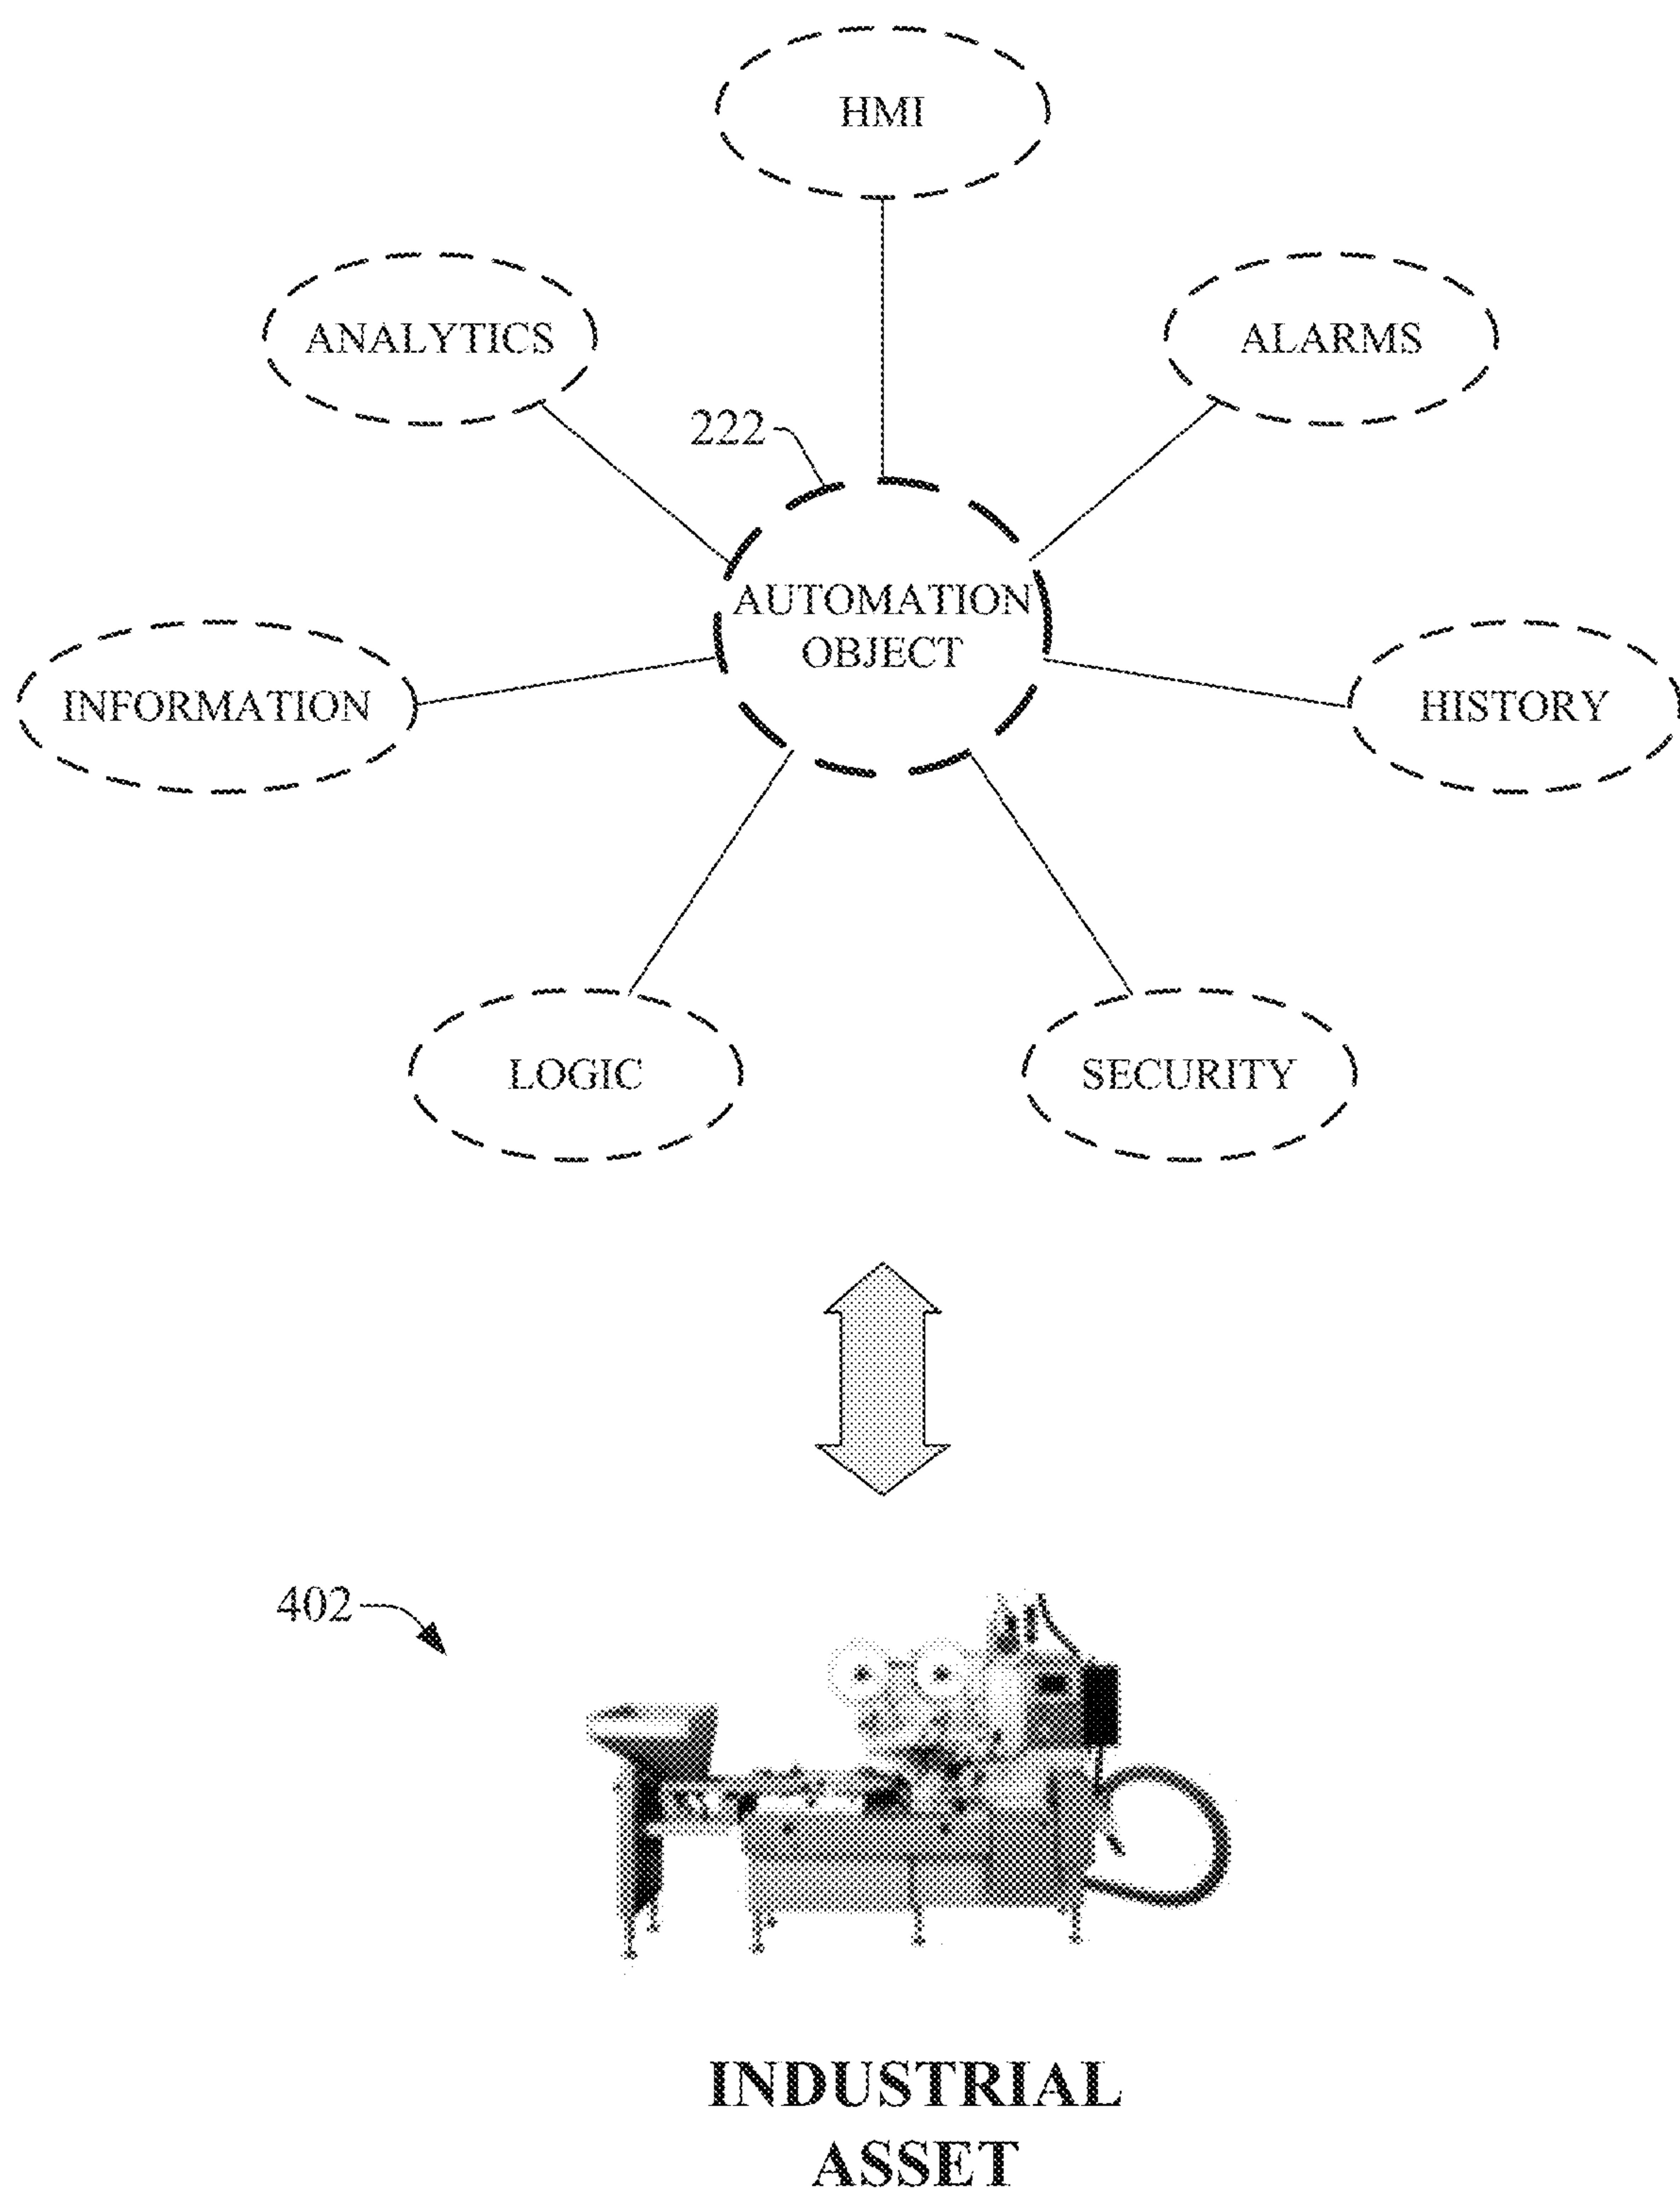 HMI
ANALYTICS
ALARMS
222
AUTOMATION
OBJECT
INFORMATION
HISTORY
LOGIC
SECURITY
402
INDUSTRIAL
ASSET